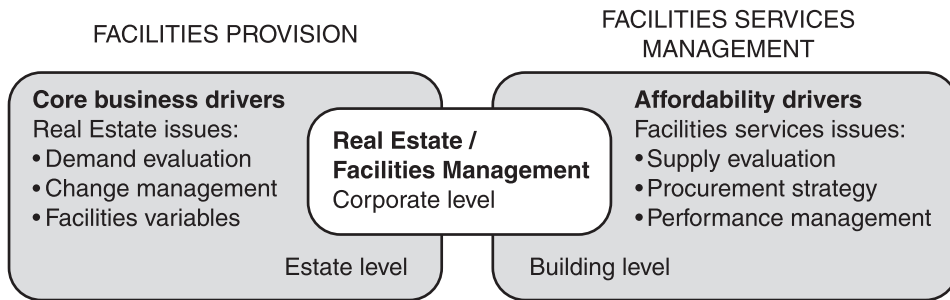 FACILITIES PROVISION
FACILITIES SERVICES
MANAGEMENT
Core business drivers
Real Estate issues:
• Demand evaluation
• Change management
• Facilities variables
Estate level
Real Estate /
Facilities Management
Corporate level
Affordability drivers
Facilities services issues:
• Supply evaluation
• Procurement strategy
• Performance management
Building level